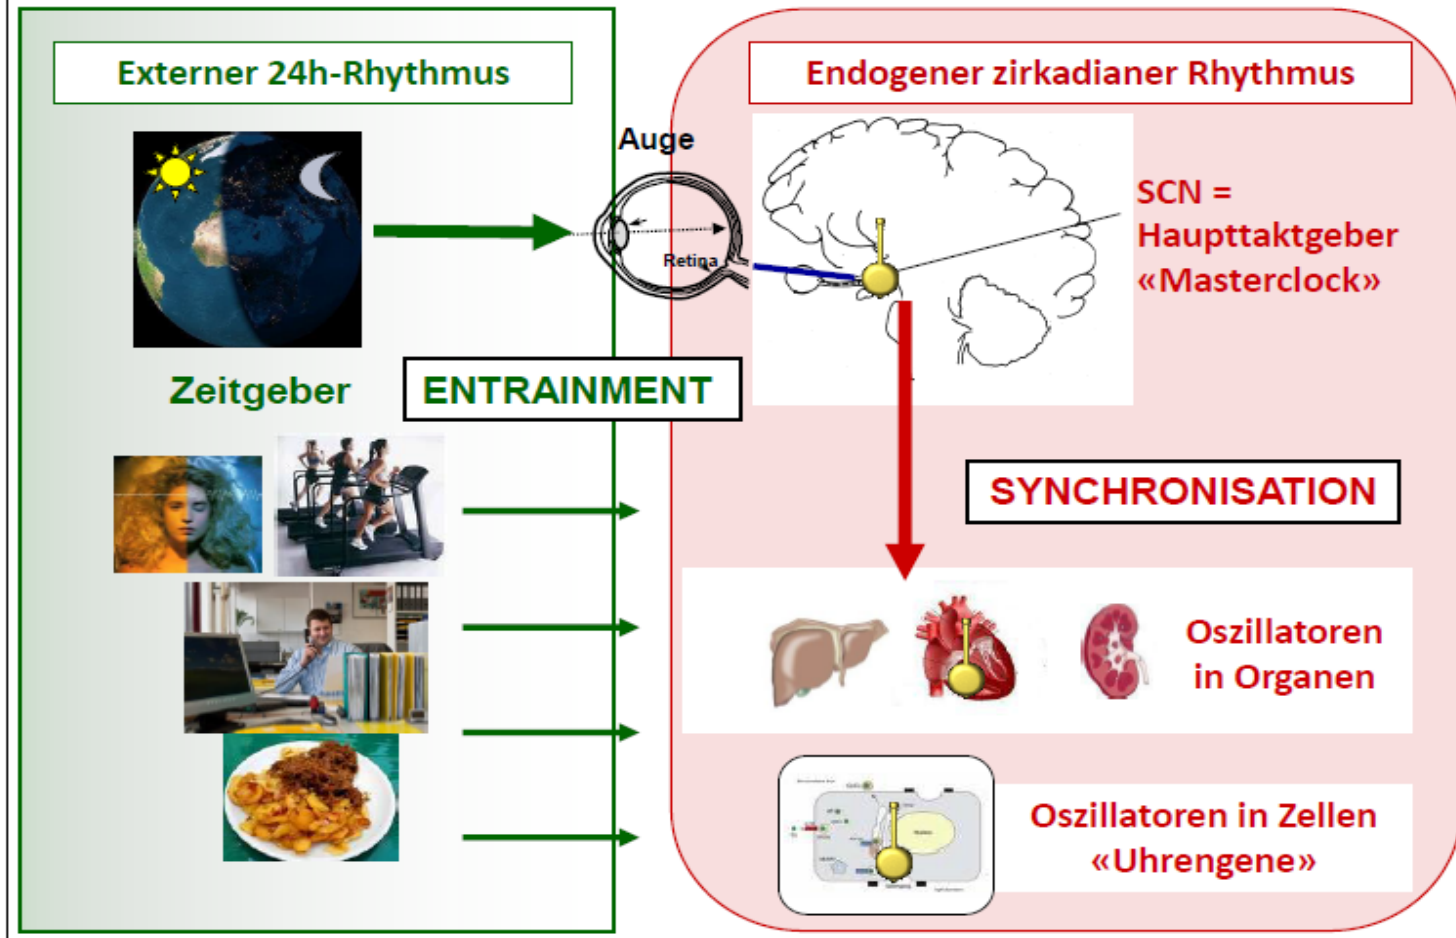 Externer 24h-Rhythmus
Endogener zirkadianer Rhythmus
Auge
Retina
SCN =
Haupttaktgeber
«Masterclock»
Zeitgeber
ENTRAINMENT
SYNCHRONISATION
Oszillatoren
in Organen
Oszillatoren in Zellen
«Uhrengene»